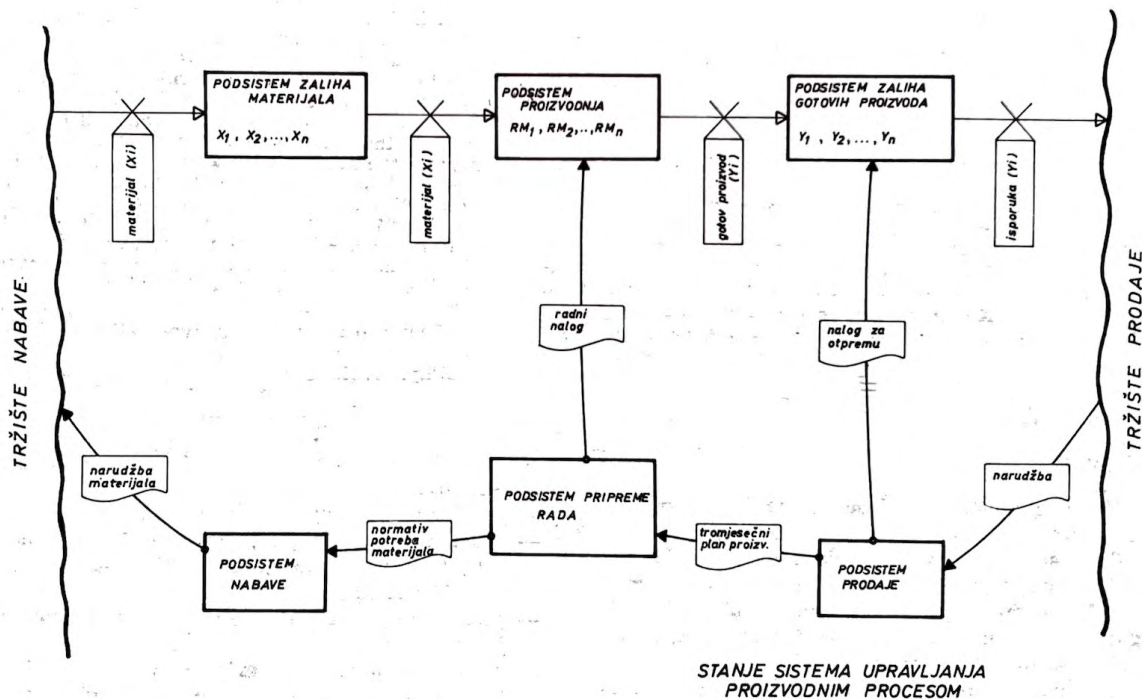 PODSISTEM ZALIHA
MATERIJALA
X1 , X2,...,Xn
PODSISTEM
PROIZVODNJA
RM1 , RM2,..,RMn
PODSISTEM ZALIHA
GOTOVIH PROIZVODA
Y1 , Y2,..., Yn
materijal (Xi)
materijal (Xi)
gotov proizvod
(Yi)
isporuka (Yi)
TRŽIŠTE NABAVE
TRŽIŠTE PRODAJE
radni
nalog
nalog za
otpremu
narudžba
materijala
PODSISTEM
NABAVE
normativ
potreba
materijala
PODSISTEM PRIPREME
RADA
tromjesečni
plan proizv.
PODSISTEM
PRODAJE
narudžba
STANJE SISTEMA UPRAVLJANJA
PROIZVODNIM PROCESOM